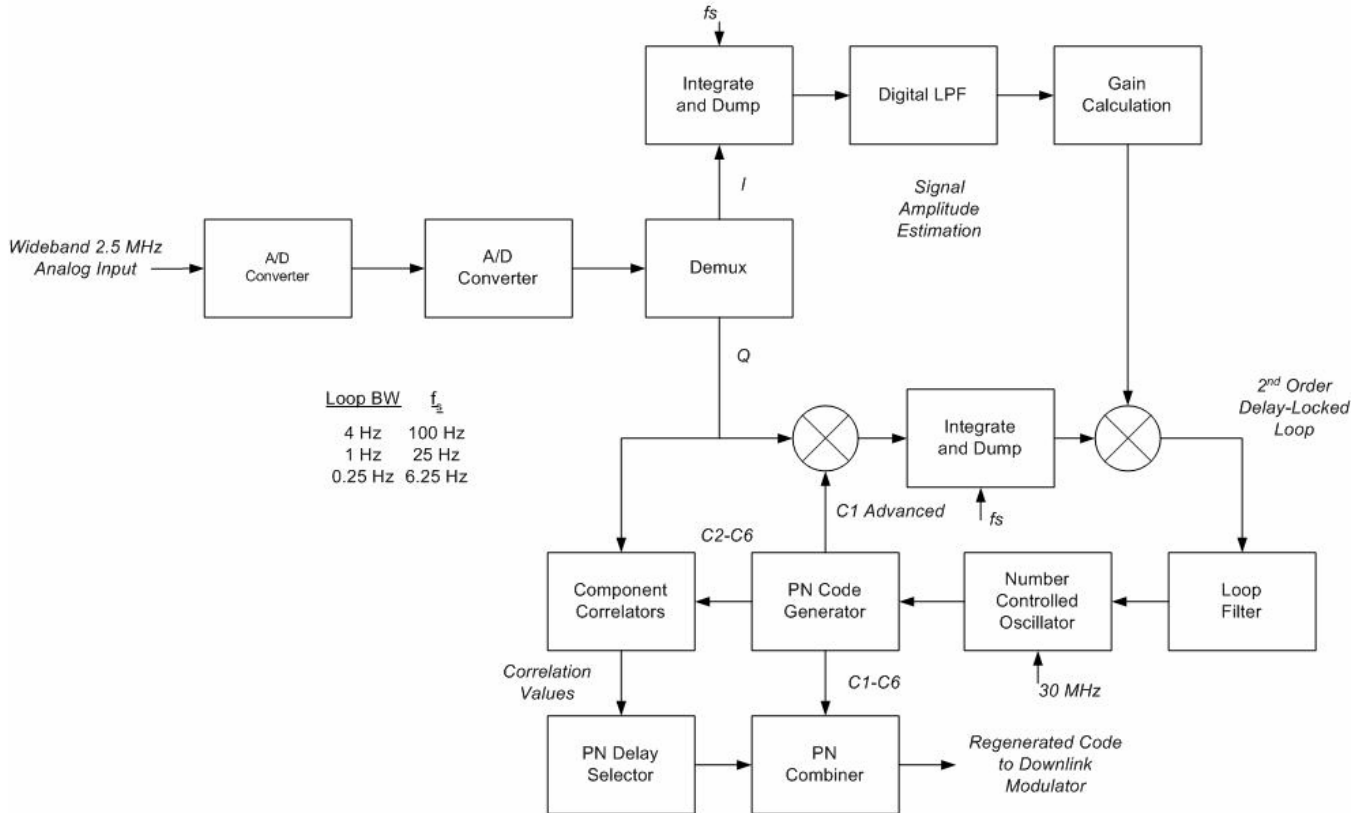 fs
Integrate
and Dump
Digital LPF
Gain
Calculation
I
Signal
Amplitude
Estimation
Wideband 2.5 MHz
Analog Input
A/D
Converter
A/D
Converter
Demux
Q
Loop BW fs
4 Hz 100 Hz
1 Hz 25 Hz
0.25 Hz 6.25 Hz
Integrate
and Dump
2nd Order
Delay-Locked
Loop
C1 Advanced
fs
C2-C6
Component
Correlators
PN Code
Generator
Number
Controlled
Oscillator
Loop
Filter
Correlation
Values
C1-C6
30 MHz
PN Delay
Selector
PN
Combiner
Regenerated Code
to Downlink
Modulator